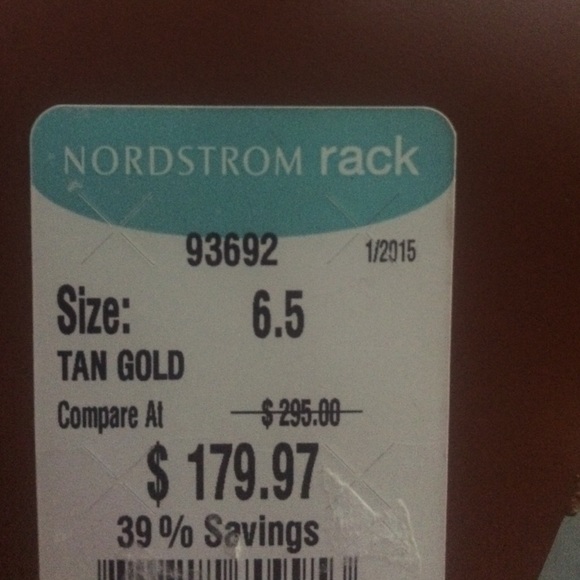 NORDSTROM rack
93692 1/2015
Size: 6.5
TAN GOLD
Compare At $295.00
$179.97
39% Savings